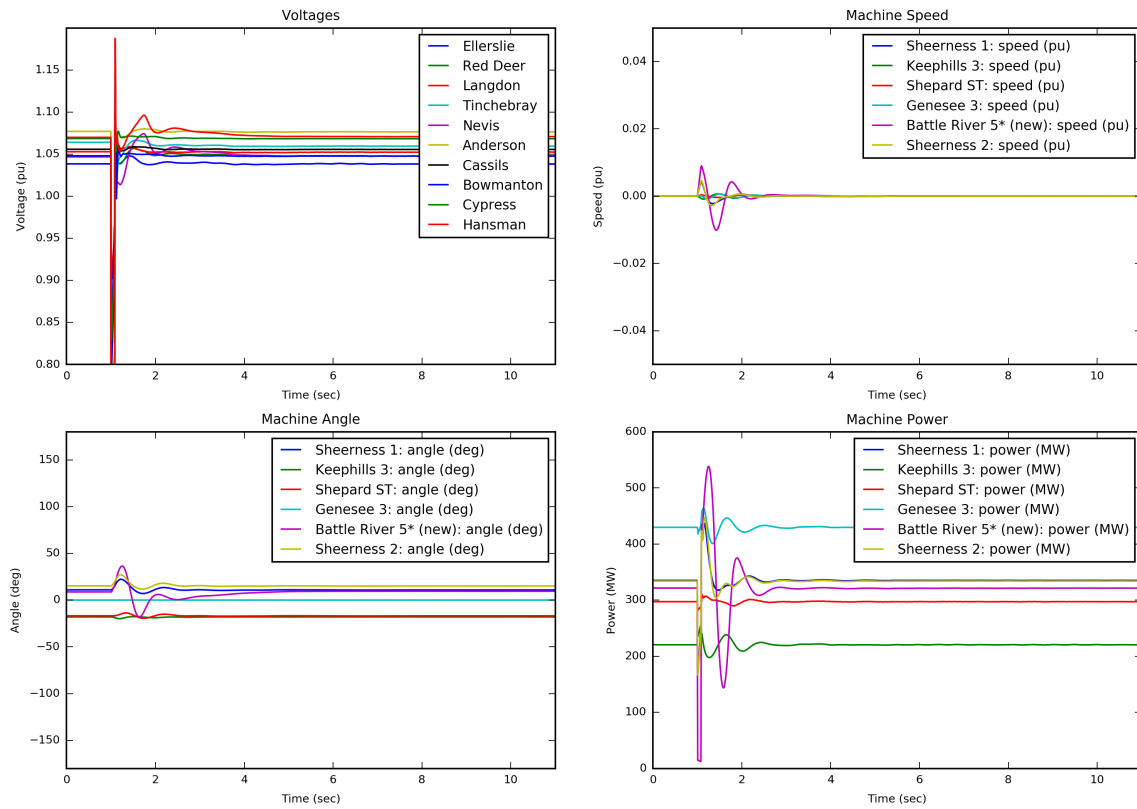 Voltages
1.15
1.10
1.05
1.00
0.95
0.90
0.85
0.80
Voltage (pu)
0 2 4 6 8 10
Time (sec)
Ellerslie
Red Deer
Langdon
Tinchebray
Nevis
Anderson
Cassils
Bowmanton
Cypress
Hansman
Machine Speed
0.04
0.02
0.00
−0.02
−0.04
Speed (pu)
0 2 4 6 8 10
Time (sec)
Sheerness 1: speed (pu)
Keephills 3: speed (pu)
Shepard ST: speed (pu)
Genesee 3: speed (pu)
Battle River 5* (new): speed (pu)
Sheerness 2: speed (pu)
Machine Angle
150
100
50
0
−50
−100
−150
Angle (deg)
0 2 4 6 8 10
Time (sec)
Sheerness 1: angle (deg)
Keephills 3: angle (deg)
Shepard ST: angle (deg)
Genesee 3: angle (deg)
Battle River 5* (new): angle (deg)
Sheerness 2: angle (deg)
Machine Power
600
500
400
300
200
100
0
Power (MW)
0 2 4 6 8 10
Time (sec)
Sheerness 1: power (MW)
Keephills 3: power (MW)
Shepard ST: power (MW)
Genesee 3: power (MW)
Battle River 5* (new): power (MW)
Sheerness 2: power (MW)